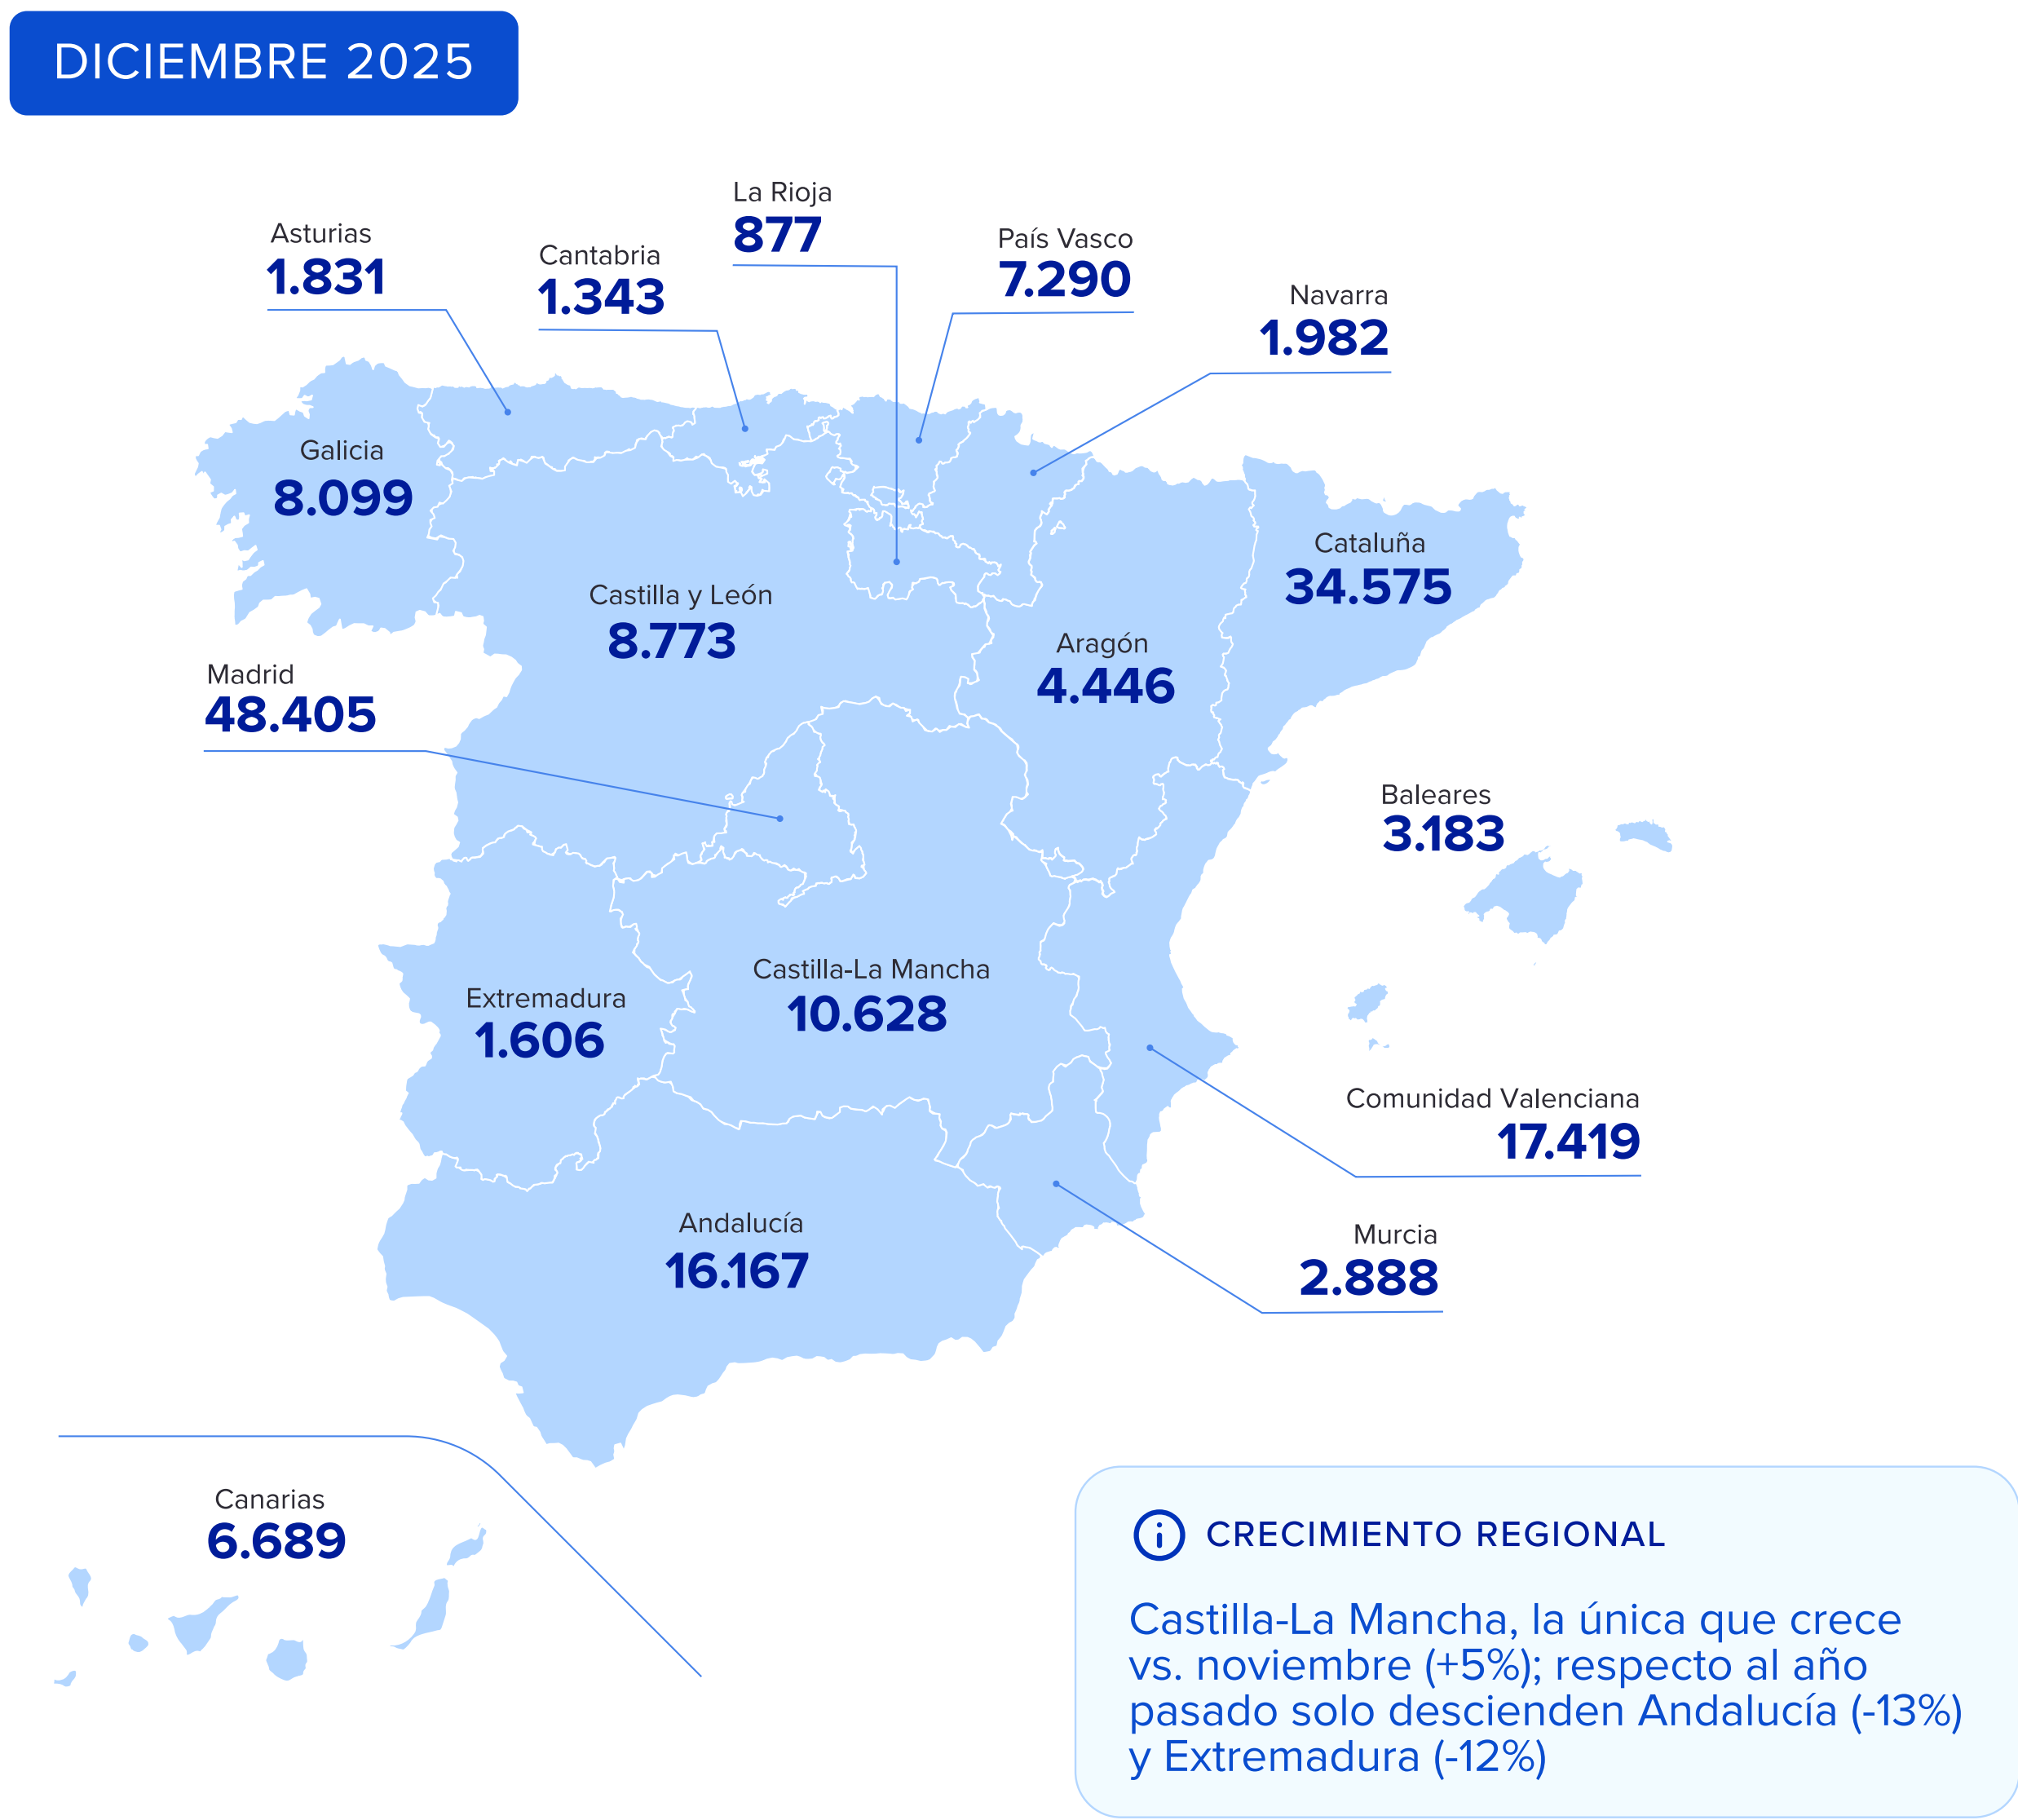 DICIEMBRE 2025
La Rioja
877
Asturias
1.831
Cantabria
1.343
País Vasco
7.290
Navarra
1.982
Galicia
8.099
Cataluña
34.575
Castilla y León
8.773
Aragón
4.446
Madrid
48.405
Baleares
3.183
Castilla-La Mancha
10.628
Extremadura
1.606
Comunidad Valenciana
17.419
Andalucía
16.167
Murcia
2.888
Canarias
6.689
CRECIMIENTO REGIONAL
Castilla-La Mancha, la única que crece
vs. noviembre (+5%); respecto al año
pasado solo descienden Andalucía (-13%)
y Extremadura (-12%)